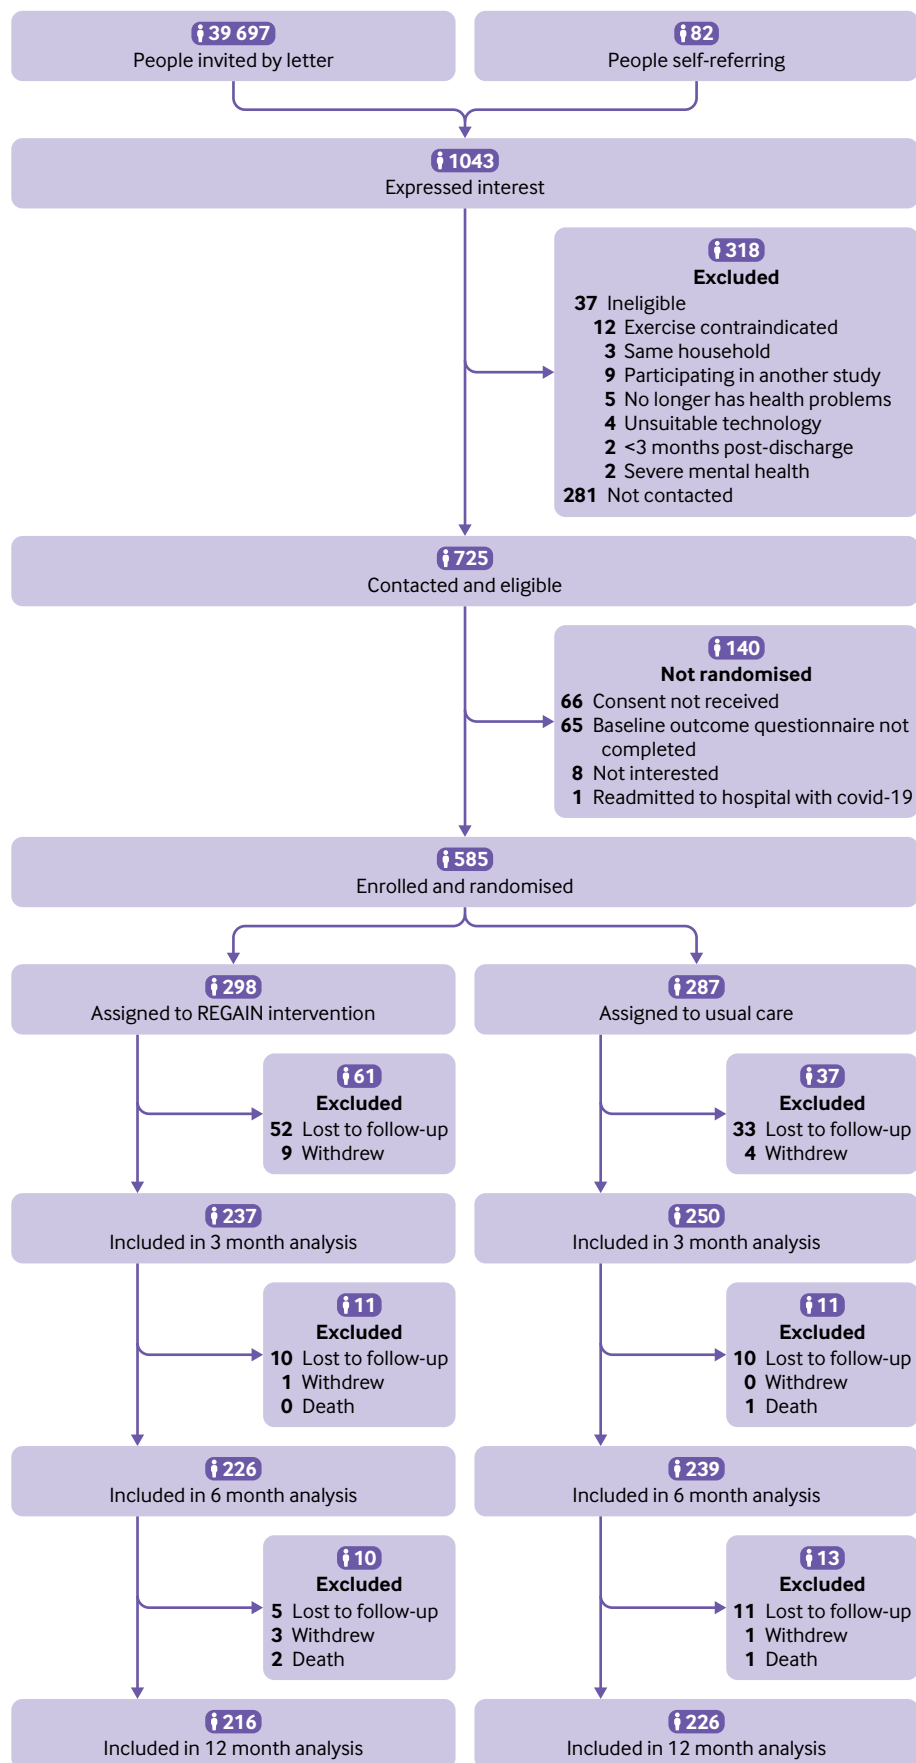 39 697
People invited by letter
82
People self-referring
1043
Expressed interest
318
Excluded
37 Ineligible
12 Exercise contraindicated
3 Same household
9 Participating in another study
5 No longer has health problems
4 Unsuitable technology
2 <3 months post-discharge
2 Severe mental health
281 Not contacted
725
Contacted and eligible
140
Not randomised
66 Consent not received
65 Baseline outcome questionnaire not
completed
8 Not interested
1 Readmitted to hospital with covid-19
585
Enrolled and randomised
298
Assigned to REGAIN intervention
287
Assigned to usual care
61
Excluded
52 Lost to follow-up
9 Withdrew
37
Excluded
33 Lost to follow-up
4 Withdrew
237
Included in 3 month analysis
250
Included in 3 month analysis
11
Excluded
10 Lost to follow-up
1 Withdrew
0 Death
11
Excluded
10 Lost to follow-up
0 Withdrew
1 Death
226
Included in 6 month analysis
239
Included in 6 month analysis
10
Excluded
5 Lost to follow-up
3 Withdrew
2 Death
13
Excluded
11 Lost to follow-up
1 Withdrew
1 Death
216
Included in 12 month analysis
226
Included in 12 month analysis